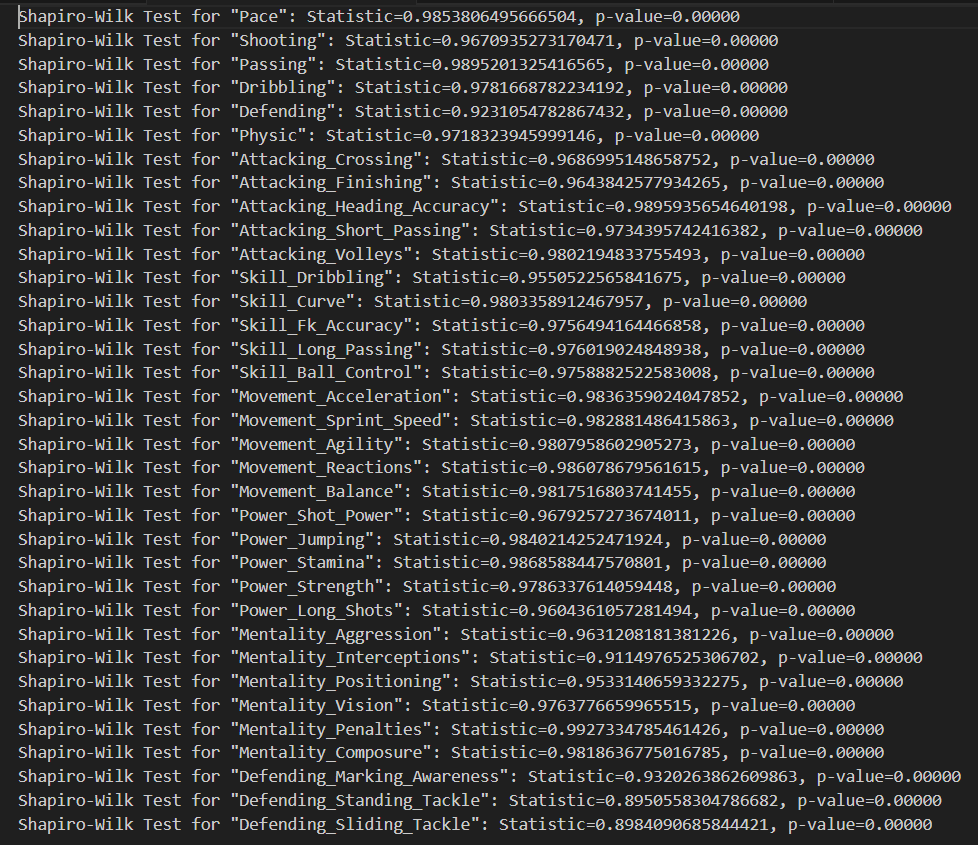 Shapiro-Wilk Test for "Pace": Statistic=0.9853806495666504, p-value=0.00000
Shapiro-Wilk Test for "Shooting": Statistic=0.9670935273170471, p-value=0.00000
Shapiro-Wilk Test for "Passing": Statistic=0.9895201325416565, p-value=0.00000
Shapiro-Wilk Test for "Dribbling": Statistic=0.9781668782234192, p-value=0.00000
Shapiro-Wilk Test for "Defending": Statistic=0.9231054782867432, p-value=0.00000
Shapiro-Wilk Test for "Physic": Statistic=0.9718323945999146, p-value=0.00000
Shapiro-Wilk Test for "Attacking_Crossing": Statistic=0.9686995148658752, p-value=0.00000
Shapiro-Wilk Test for "Attacking_Finishing": Statistic=0.9643842577934265, p-value=0.00000
Shapiro-Wilk Test for "Attacking_Heading_Accuracy": Statistic=0.9895935654640198, p-value=0.00000
Shapiro-Wilk Test for "Attacking_Short_Passing": Statistic=0.9734395742416382, p-value=0.00000
Shapiro-Wilk Test for "Attacking_Volleys": Statistic=0.9802194833755493, p-value=0.00000
Shapiro-Wilk Test for "Skill_Dribbling": Statistic=0.9550522565841675, p-value=0.00000
Shapiro-Wilk Test for "Skill_Curve": Statistic=0.9803358912467957, p-value=0.00000
Shapiro-Wilk Test for "Skill_Fk_Accuracy": Statistic=0.9756494164466858, p-value=0.00000
Shapiro-Wilk Test for "Skill_Long_Passing": Statistic=0.976019024848938, p-value=0.00000
Shapiro-Wilk Test for "Skill_Ball_Control": Statistic=0.9758882522583008, p-value=0.00000
Shapiro-Wilk Test for "Movement_Acceleration": Statistic=0.9836359024047852, p-value=0.00000
Shapiro-Wilk Test for "Movement_Sprint_Speed": Statistic=0.982881486415863, p-value=0.00000
Shapiro-Wilk Test for "Movement_Agility": Statistic=0.9807958602905273, p-value=0.00000
Shapiro-Wilk Test for "Movement_Reactions": Statistic=0.986078679561615, p-value=0.00000
Shapiro-Wilk Test for "Movement_Balance": Statistic=0.9817516803741455, p-value=0.00000
Shapiro-Wilk Test for "Power_Shot_Power": Statistic=0.9679257273674011, p-value=0.00000
Shapiro-Wilk Test for "Power_Jumping": Statistic=0.9840214252471924, p-value=0.00000
Shapiro-Wilk Test for "Power_Stamina": Statistic=0.9868588447570801, p-value=0.00000
Shapiro-Wilk Test for "Power_Strength": Statistic=0.9786337614059448, p-value=0.00000
Shapiro-Wilk Test for "Power_Long_Shots": Statistic=0.9604361057281494, p-value=0.00000
Shapiro-Wilk Test for "Mentality_Aggression": Statistic=0.9631208181381226, p-value=0.00000
Shapiro-Wilk Test for "Mentality_Interceptions": Statistic=0.9114976525306702, p-value=0.00000
Shapiro-Wilk Test for "Mentality_Positioning": Statistic=0.9533140659332275, p-value=0.00000
Shapiro-Wilk Test for "Mentality_Vision": Statistic=0.9763776659965515, p-value=0.00000
Shapiro-Wilk Test for "Mentality_Penalties": Statistic=0.9927334785461426, p-value=0.00000
Shapiro-Wilk Test for "Mentality_Composure": Statistic=0.9818636775016785, p-value=0.00000
Shapiro-Wilk Test for "Defending_Marking_Awareness": Statistic=0.9320263862609863, p-value=0.00000
Shapiro-Wilk Test for "Defending_Standing_Tackle": Statistic=0.8950558304786682, p-value=0.00000
Shapiro-Wilk Test for "Defending_Sliding_Tackle": Statistic=0.8984090685844421, p-value=0.00000